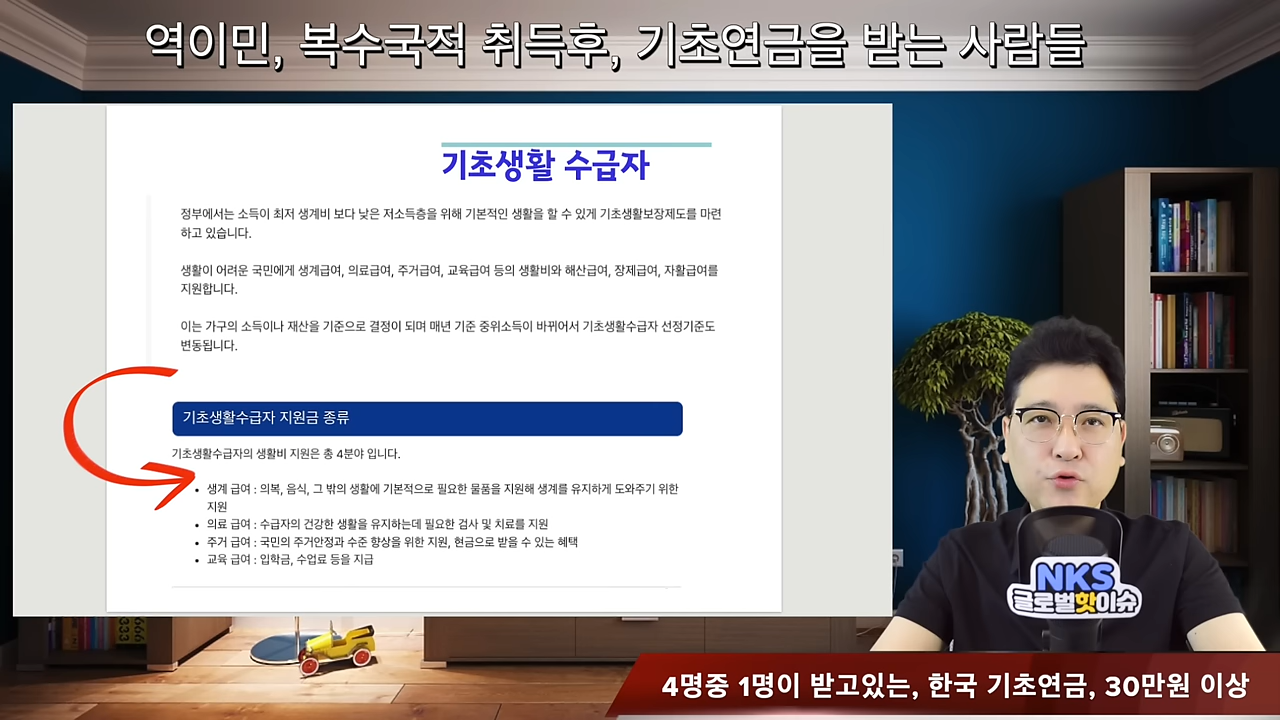 역이민, 복수국적 취득후, 기초연금을 받는 사람들
기초생활 수급자
정부에서는 소득이 최저 생계비 보다 낮은 저소득층을 위해 기본적인 생활을 할 수 있게 기초생활보장제도를 마련
하고 있습니다.
생활이 어려운 국민에게 생계급여, 의료급여, 주거급여, 교육급여 등의 생활비와 해산급여, 장제급여, 자활급여를
지원합니다.
이는 가구의 소득이나 재산을 기준으로 결정이 되며 매년 기준 중위소득이 바뀌어서 기초생활수급자 선정기준도
변동됩니다.
기초생활수급자 지원금 종류
기초생활수급자의 생활비 지원은 총 4분야 입니다.
• 생계 급여 : 의복, 음식, 그 밖의 생활에 기본적으로 필요한 물품을 지원해 생계를 유지하게 도와주기 위한
지원
• 의료 급여 : 수급자의 건강한 생활을 유지하는데 필요한 검사 및 치료를 지원
• 주거 급여 : 국민의 주거안정과 수준 향상을 위한 지원, 현금으로 받을 수 있는 혜택
• 교육 급여 : 입학금, 수업료 등을 지급
NKS
글로벌핫이슈
4명중 1명이 받고있는, 한국 기초연금, 30만원 이상